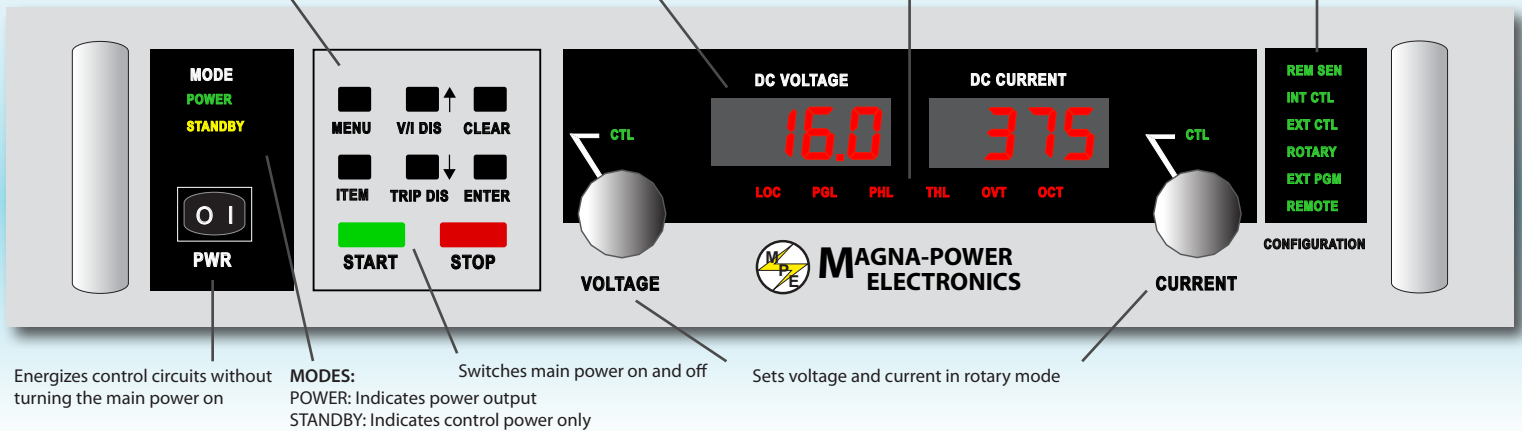 MODE
POWER
STANDBY
O I
PWR
MENU V/I DIS CLEAR
ITEM TRIP DIS ENTER
START STOP
CTL
VOLTAGE
DC VOLTAGE
16.0
DC CURRENT
375
LOC PGL PHL THL OVT OCT
MPE
MAGNA-POWER
ELECTRONICS
CTL
CURRENT
REM SEN
INT CTL
EXT CTL
ROTARY
EXT PGM
REMOTE
CONFIGURATION
Energizes control circuits without
turning the main power on
MODES:
POWER: Indicates power output
STANDBY: Indicates control power only
Switches main power on and off
Sets voltage and current in rotary mode